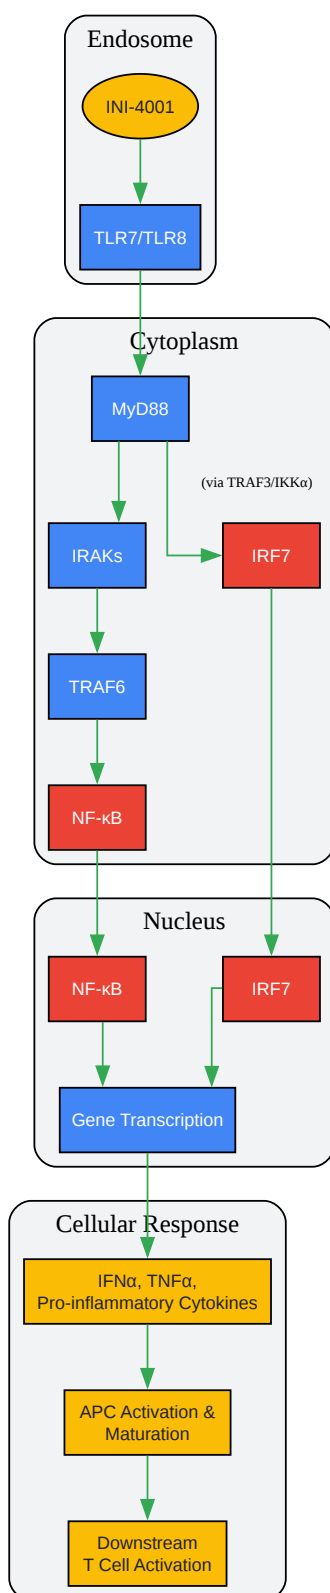 Endosome
INI-4001
TLR7/TLR8
Cytoplasm
MyD88
(via TRAF3/IKKα)
IRAKs
IRF7
TRAF6
NF-κB
Nucleus
NF-κB
IRF7
Gene Transcription
Cellular Response
IFNα, TNFα,
Pro-inflammatory Cytokines
APC Activation &
Maturation
Downstream
T Cell Activation